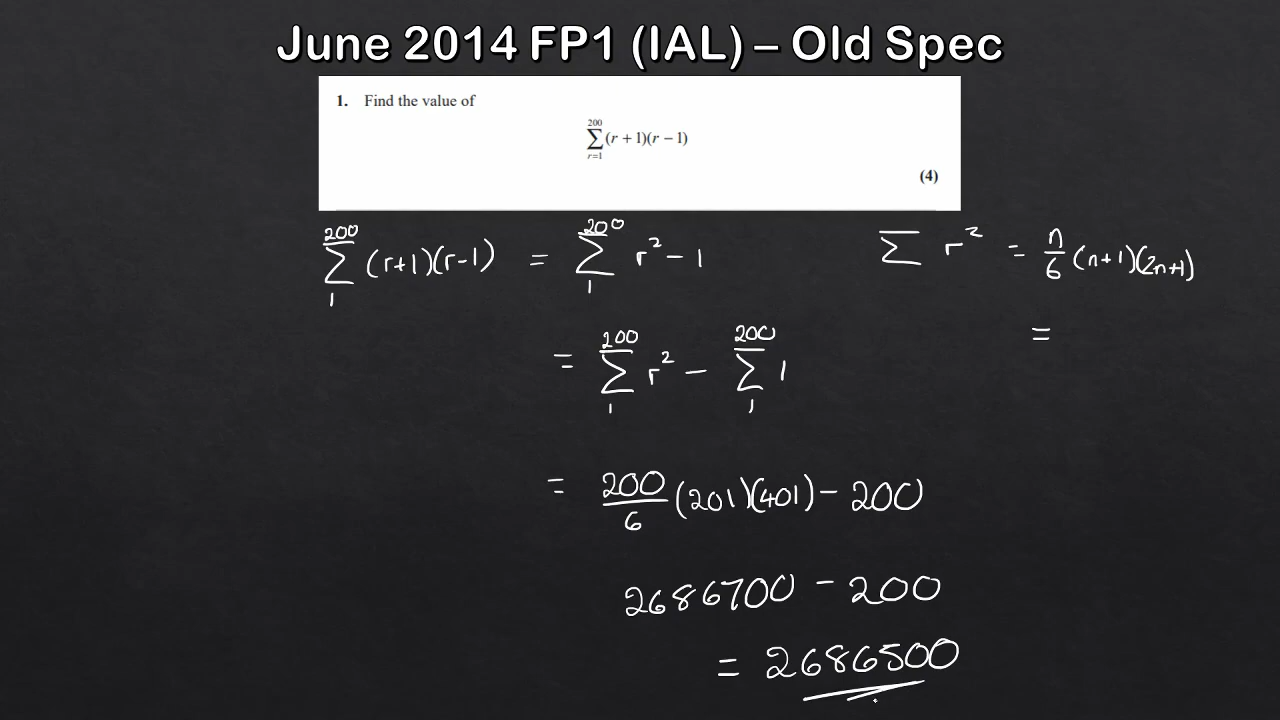 June 2014 FP1 (IAL) – Old Spec
1. Find the value of
200
∑ (r + 1)(r − 1)
r=1
(4)
200
∑ (r+1)(r-1) =
1
200
∑ r² - 1
1
∑ r² = n/6 (n+1)(2n+1)
=
200 200
= ∑ r² - ∑ 1
1 1
= 200/6 (201)(401) - 200
2686700 - 200
= 2686500